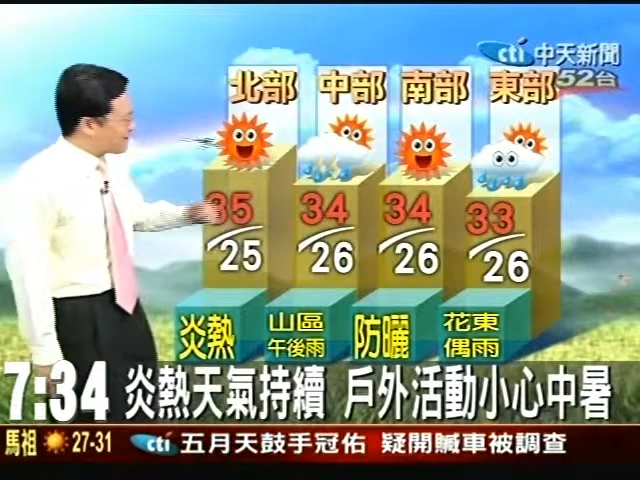 cti 中天新聞
52台
北部 中部 南部 東部
35 34 34 33
25 26 26 26
炎熱 山區 防曬 花東
午後雨 偶雨
7:34 炎熱天氣持續 戶外活動小心中暑
馬祖 27-31 cti 五月天鼓手冠佑 疑開贓車被調查